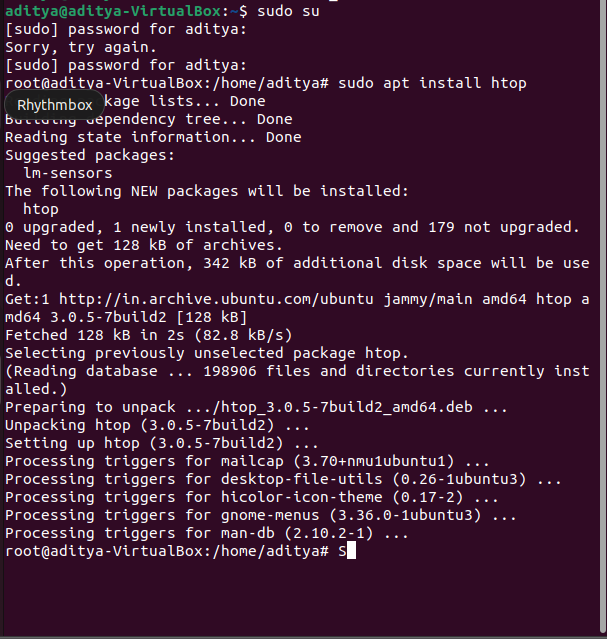 aditya@aditya-VirtualBox:~$ sudo su
[sudo] password for aditya:
Sorry, try again.
[sudo] password for aditya:
root@aditya-VirtualBox:/home/aditya# sudo apt install htop
Rhythmbox
kage lists... Done
Building dependency tree... Done
Reading state information... Done
Suggested packages:
  lm-sensors
The following NEW packages will be installed:
  htop
0 upgraded, 1 newly installed, 0 to remove and 179 not upgraded.
Need to get 128 kB of archives.
After this operation, 342 kB of additional disk space will be use
d.
Get:1 http://in.archive.ubuntu.com/ubuntu jammy/main amd64 htop a
md64 3.0.5-7build2 [128 kB]
Fetched 128 kB in 2s (82.8 kB/s)
Selecting previously unselected package htop.
(Reading database ... 198906 files and directories currently inst
alled.)
Preparing to unpack .../htop_3.0.5-7build2_amd64.deb ...
Unpacking htop (3.0.5-7build2) ...
Setting up htop (3.0.5-7build2) ...
Processing triggers for mailcap (3.70+nmu1ubuntu1) ...
Processing triggers for desktop-file-utils (0.26-1ubuntu3) ...
Processing triggers for hicolor-icon-theme (0.17-2) ...
Processing triggers for gnome-menus (3.36.0-1ubuntu3) ...
Processing triggers for man-db (2.10.2-1) ...
root@aditya-VirtualBox:/home/aditya# S